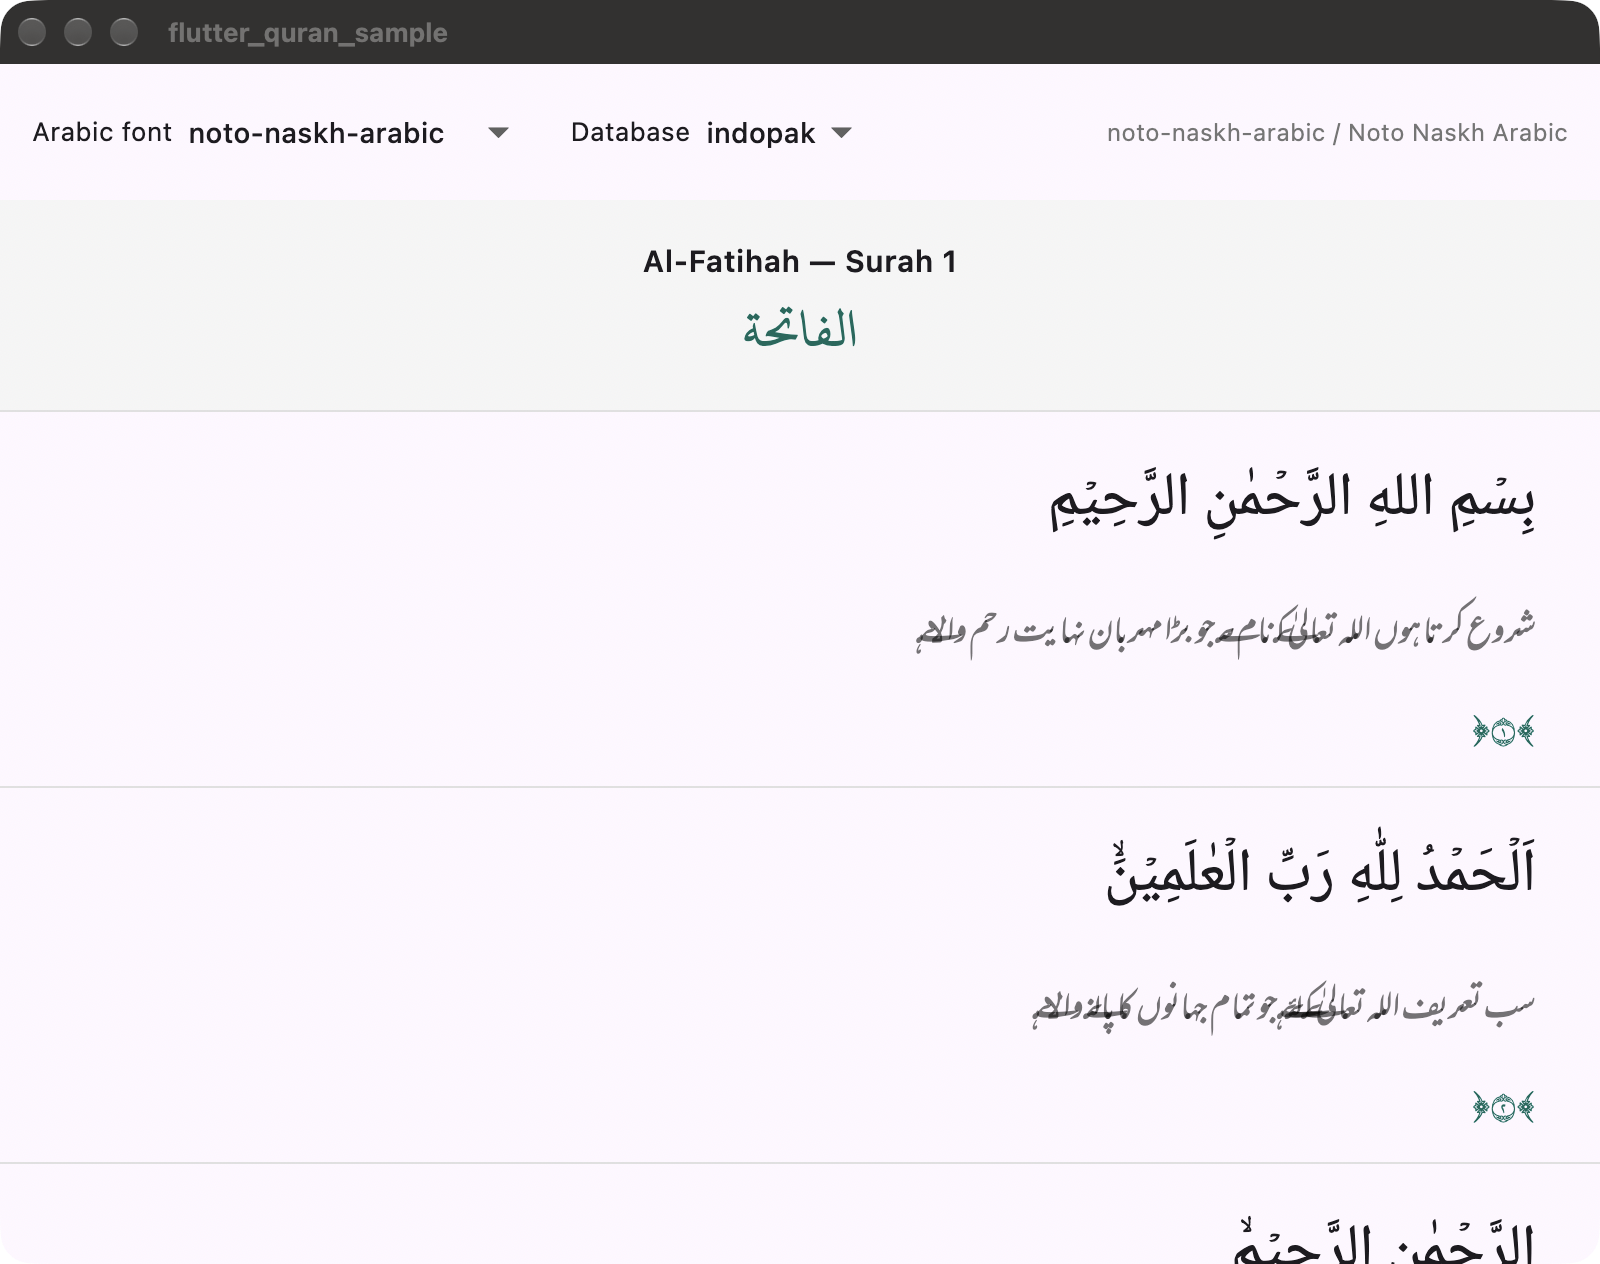 flutter_quran_sample
Arabic font noto-naskh-arabic Database indopak noto-naskh-arabic / Noto Naskh Arabic
Al-Fatihah — Surah 1
الفاتحة
بِسۡمِ اللهِ الرَّحۡمٰنِ الرَّحِيۡمِ
شروع کرتا ہوں اللہ تعالیٰ کے نام سے جو بڑا مہربان نہایت رحم والا ہے
﴿١﴾
اَلۡحَمۡدُ لِلّٰهِ رَبِّ الۡعٰلَمِيۡنَۙ
سب تعریف اللہ تعالیٰ کے لئے ہے جو تمام جہانوں کا پالنے والا ہے
﴿٢﴾
الرَّحۡمٰنِ الرَّحِيۡمِۙ